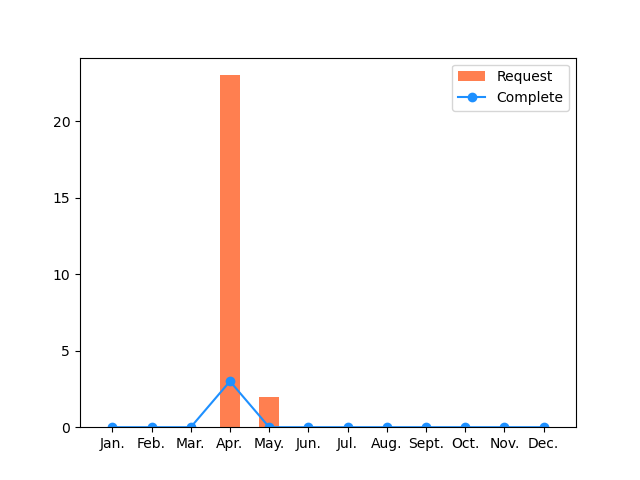 Request
Complete
20
15
10
5
0
Jan. Feb. Mar. Apr. May. Jun. Jul. Aug. Sept. Oct. Nov. Dec.